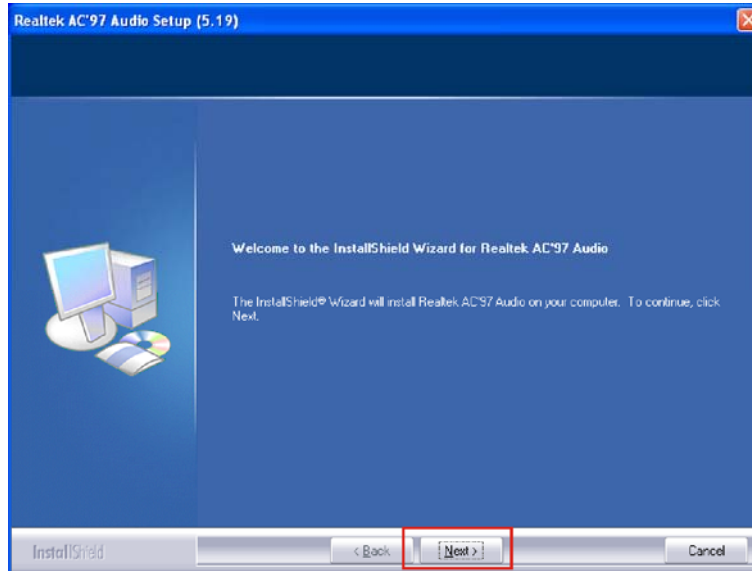 Realtek AC'97 Audio Setup (5.19)
Welcome to the InstallShield Wizard for Realtek AC'97 Audio
The InstallShield® Wizard will install Realtek AC'97 Audio on your computer. To continue, click
Next.
InstallShield
< Back
Next >
Cancel